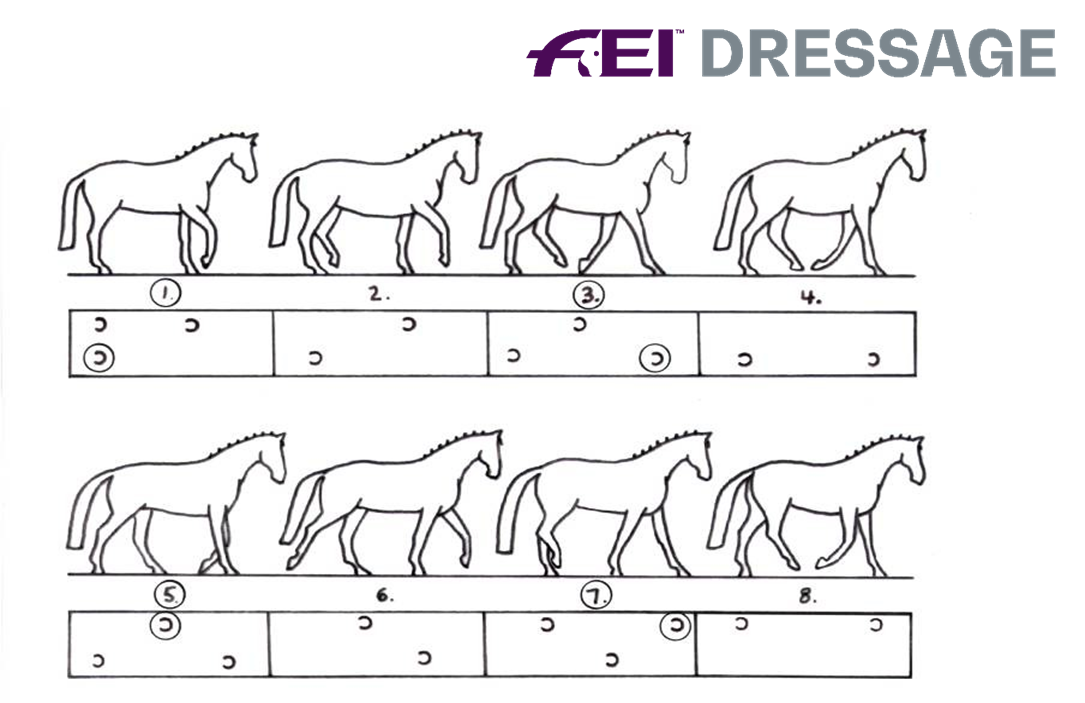 FEI™ DRESSAGE
1. 2. 3. 4.
5. 6. 7. 8.